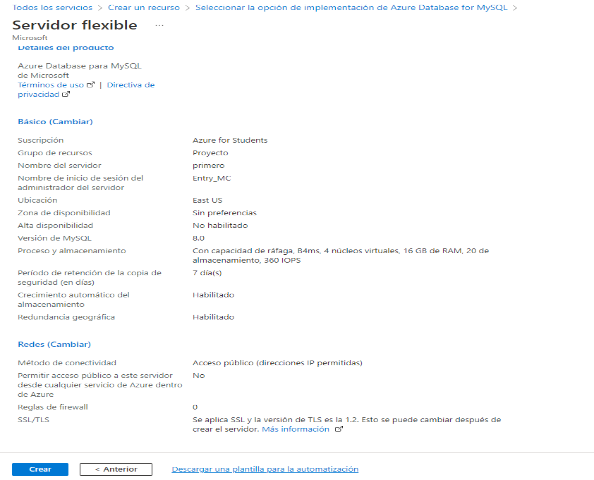 Todos los servicios > Crear un recurso > Seleccionar la opción de implementación de Azure Database for MySQL >
Servidor flexible ...
Microsoft
Detalles del producto
Azure Database para MySQL
de Microsoft
Términos de uso | Directiva de
privacidad
Básico (Cambiar)
Suscripción Azure for Students
Grupo de recursos Proyecto
Nombre del servidor primero
Nombre de inicio de sesión del Entry_MC
administrador del servidor
Ubicación East US
Zona de disponibilidad Sin preferencias
Alta disponibilidad No habilitado
Versión de MySQL 8.0
Proceso y almacenamiento Con capacidad de ráfaga, B4ms, 4 núcleos virtuales, 16 GB de RAM, 20 de
almacenamiento, 360 IOPS
Período de retención de la copia de 7 día(s)
seguridad (en días)
Crecimiento automático del Habilitado
almacenamiento
Redundancia geográfica Habilitado
Redes (Cambiar)
Método de conectividad Acceso público (direcciones IP permitidas)
Permitir acceso público a este servidor No
desde cualquier servicio de Azure dentro
de Azure
Reglas de firewall 0
SSL/TLS Se aplica SSL y la versión de TLS es la 1.2. Esto se puede cambiar después de
crear el servidor. Más información
Crear < Anterior Descargar una plantilla para la automatización